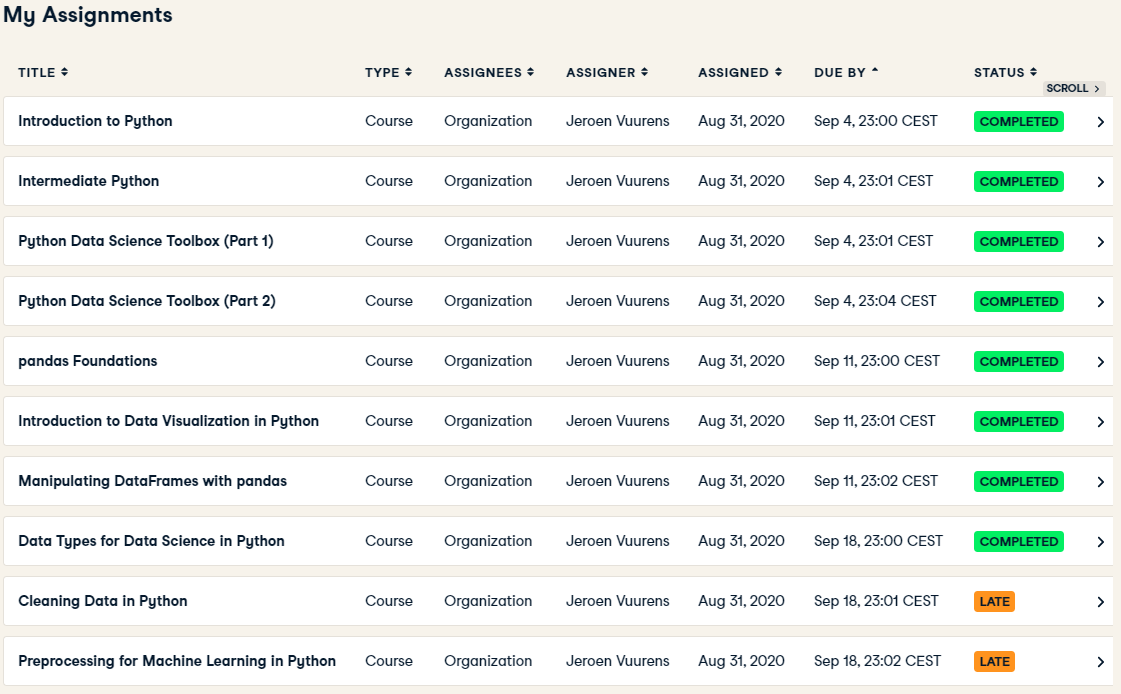 My Assignments
TITLE TYPE ASSIGNEES ASSIGNER ASSIGNED DUE BY STATUS
SCROLL
Introduction to Python Course Organization Jeroen Vuurens Aug 31, 2020 Sep 4, 23:00 CEST COMPLETED
Intermediate Python Course Organization Jeroen Vuurens Aug 31, 2020 Sep 4, 23:01 CEST COMPLETED
Python Data Science Toolbox (Part 1) Course Organization Jeroen Vuurens Aug 31, 2020 Sep 4, 23:01 CEST COMPLETED
Python Data Science Toolbox (Part 2) Course Organization Jeroen Vuurens Aug 31, 2020 Sep 4, 23:04 CEST COMPLETED
pandas Foundations Course Organization Jeroen Vuurens Aug 31, 2020 Sep 11, 23:00 CEST COMPLETED
Introduction to Data Visualization in Python Course Organization Jeroen Vuurens Aug 31, 2020 Sep 11, 23:01 CEST COMPLETED
Manipulating DataFrames with pandas Course Organization Jeroen Vuurens Aug 31, 2020 Sep 11, 23:02 CEST COMPLETED
Data Types for Data Science in Python Course Organization Jeroen Vuurens Aug 31, 2020 Sep 18, 23:00 CEST COMPLETED
Cleaning Data in Python Course Organization Jeroen Vuurens Aug 31, 2020 Sep 18, 23:01 CEST LATE
Preprocessing for Machine Learning in Python Course Organization Jeroen Vuurens Aug 31, 2020 Sep 18, 23:02 CEST LATE